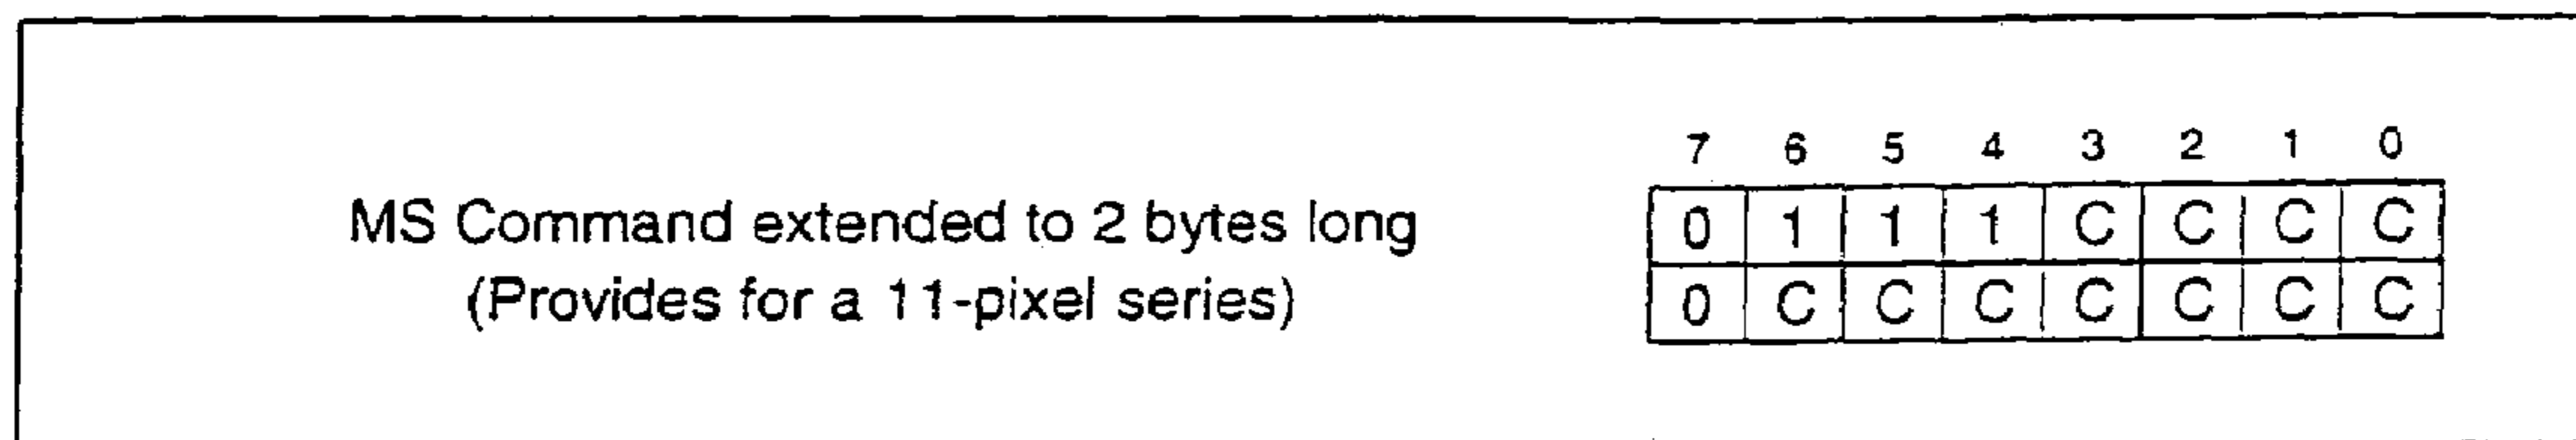 7 6 5 4 3 2 1 0
MS Command extended to 2 bytes long 0 1 1 1 C C C C
(Provides for a 11-pixel series) 0 C C C C C C C